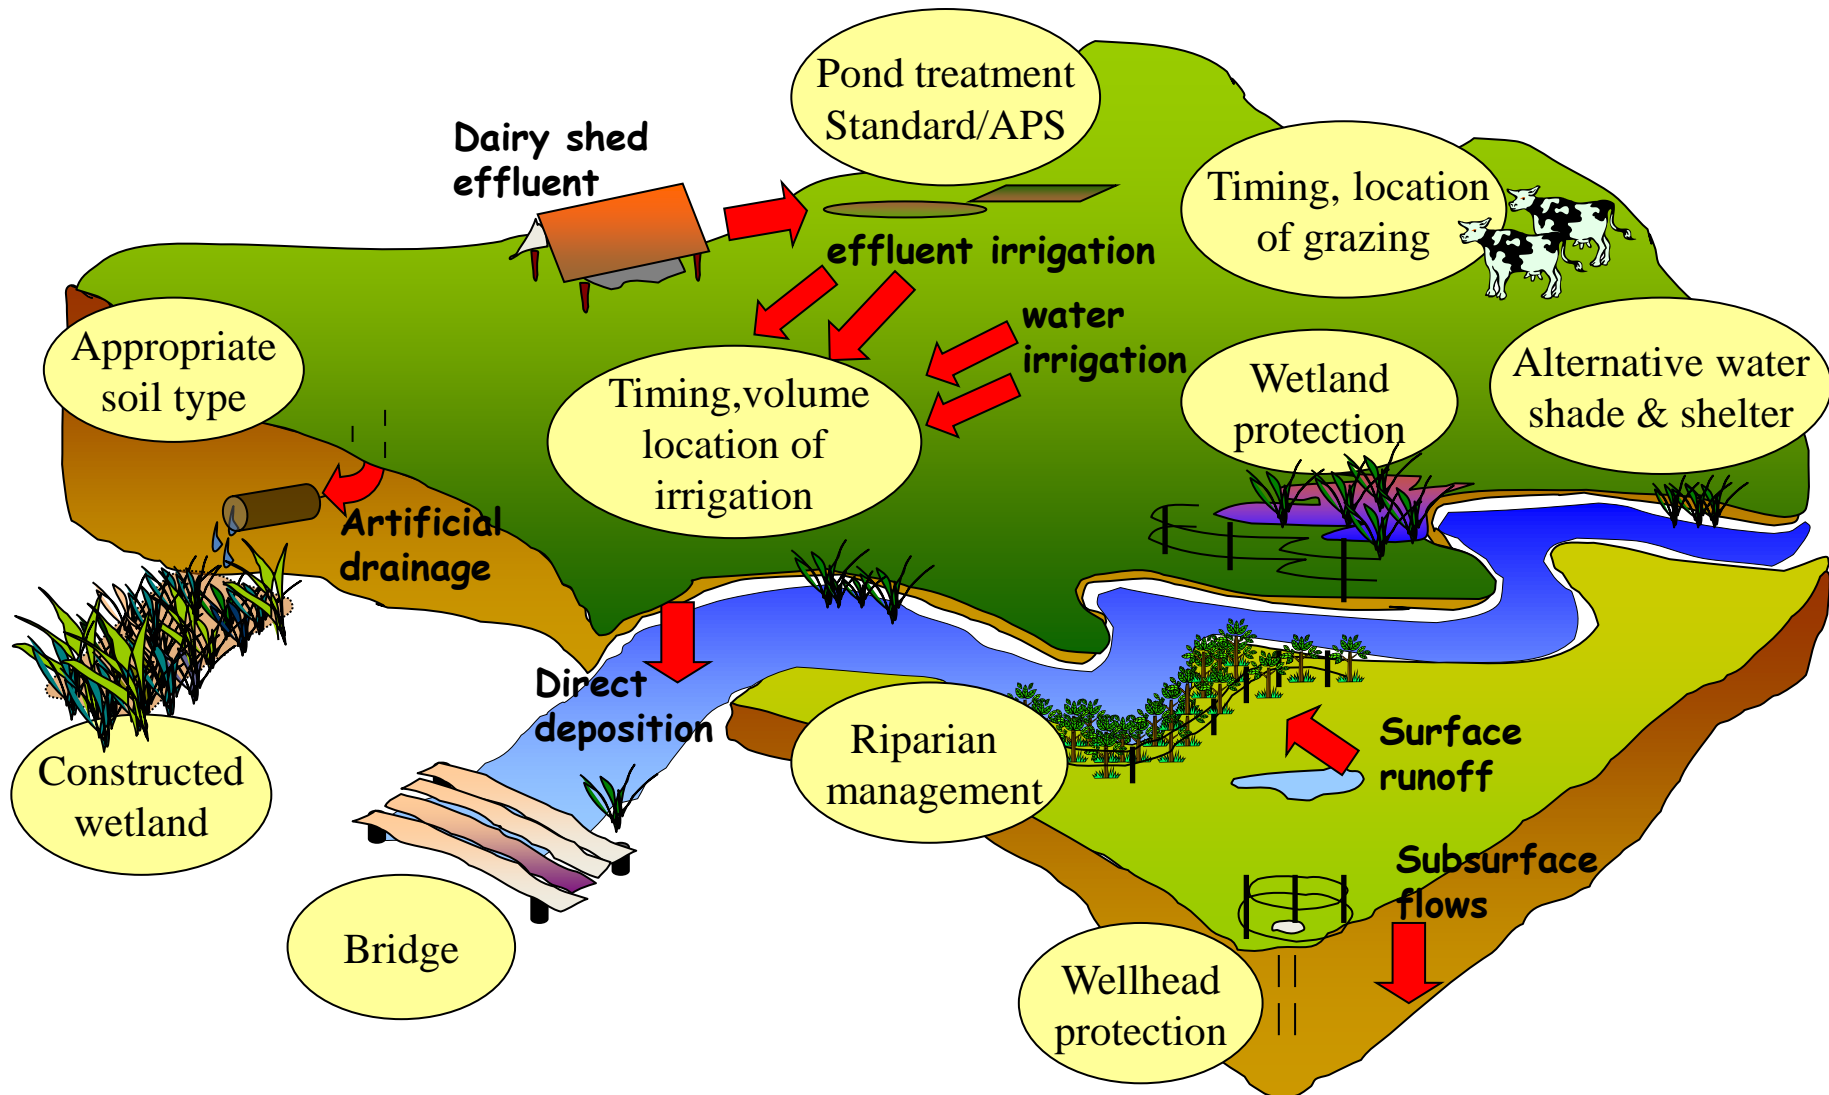 Pond treatment
Standard/APS
Dairy shed
effluent
Timing, location
of grazing
effluent irrigation
water
irrigation
Appropriate
soil type
Timing,volume
location of
irrigation
Wetland
protection
Alternative water
shade & shelter
Artificial
drainage
Direct
deposition
Constructed
wetland
Riparian
management
Surface
runoff
Subsurface
flows
Bridge
Wellhead
protection